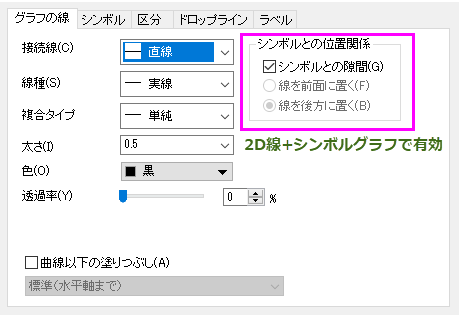 グラフの線 シンボル 区分 ドロップライン ラベル
接続線(C) 直線
線種(S) 実線
複合タイプ 単純
太さ(I) 0.5
色(O) 黒
透過率(Y) 0 %
シンボルとの位置関係
シンボルとの隙間(G)
線を前面に置く(F)
線を後方に置く(B)
2D線+シンボルグラフで有効
曲線以下の塗りつぶし(A)
標準(水平軸まで)